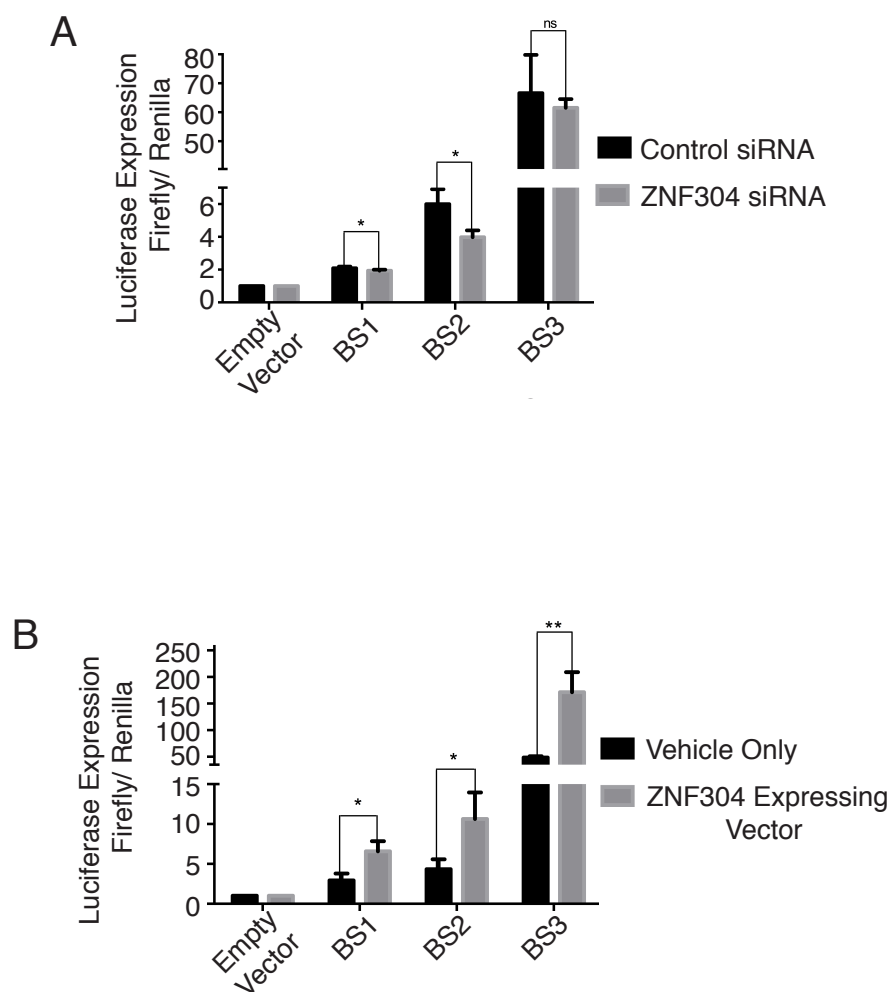 A
Luciferase Expression
Firefly/ Renilla
80
70
60
50
6
4
2
0
*
*
ns
Empty
Vector
BS1
BS2
BS3
Control siRNA
ZNF304 siRNA
B
Luciferase Expression
Firefly/ Renilla
250
200
150
100
50
15
10
5
0
*
*
**
Empty
Vector
BS1
BS2
BS3
Vehicle Only
ZNF304 Expressing
Vector